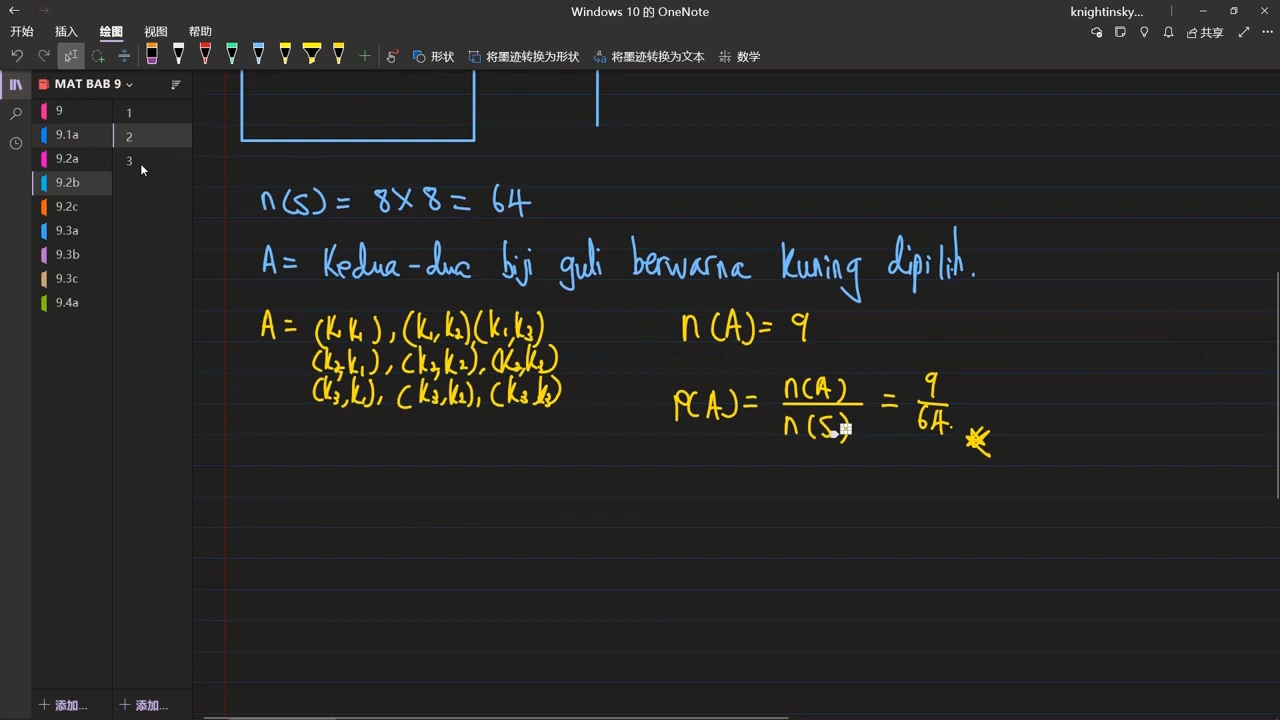 Windows 10 的 OneNote
knightinsky...
开始 插入 绘图 视图 帮助
共享
形状 将墨迹转换为形状 将墨迹转换为文本 数学
MAT BAB 9
9
9.1a
9.2a
9.2b
9.2c
9.3a
9.3b
9.3c
9.4a
1
2
3
n(S) = 8 × 8 = 64
A = Kedua-dua biji guli berwarna kuning dipilih.
A = (K₁ K₁), (K₁, K₂) (K₁, K₃)
(K₂, K₁), (K₂, K₂), (K₂, K₃)
(K₃, K₁), (K₃, K₂), (K₃, K₃)
n(A) = 9
P(A) = n(A) / n(S) = 9 / 64.
添加...
添加...